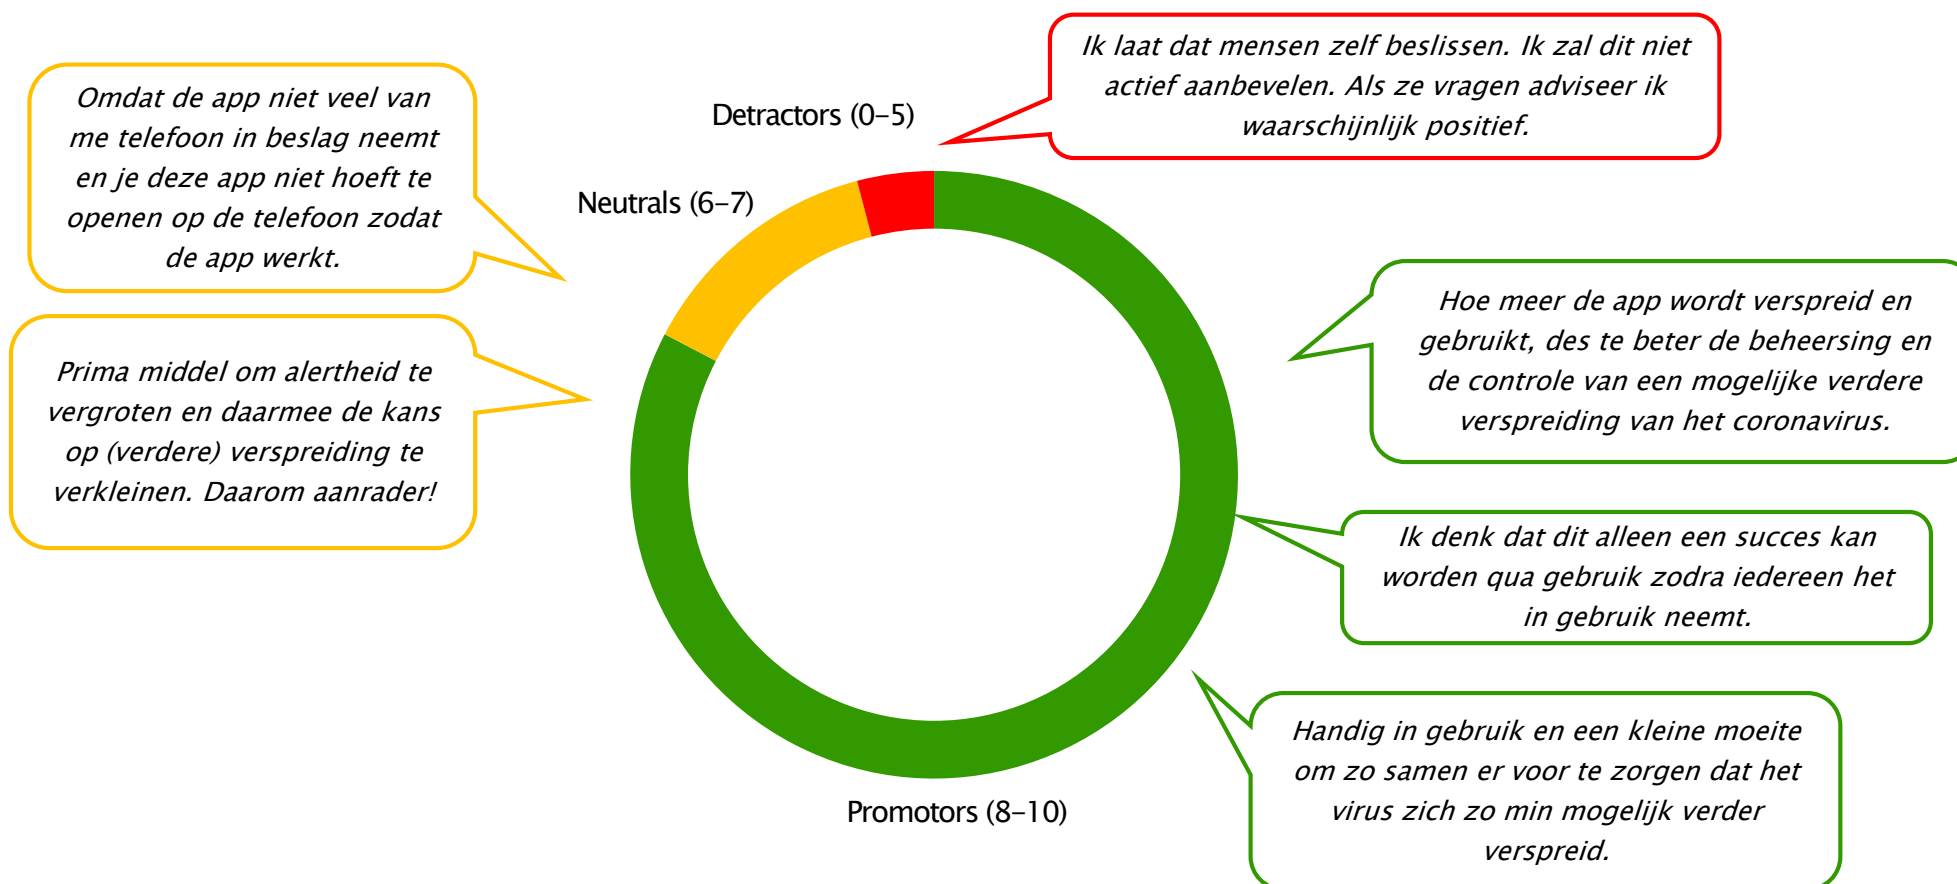 Ik laat dat mensen zelf beslissen. Ik zal dit niet
actief aanbevelen. Als ze vragen adviseer ik
waarschijnlijk positief.
Detractors (0–5)
Omdat de app niet veel van
me telefoon in beslag neemt
en je deze app niet hoeft te
openen op de telefoon zodat
de app werkt.
Neutrals (6–7)
Prima middel om alertheid te
vergroten en daarmee de kans
op (verdere) verspreiding te
verkleinen. Daarom aanrader!
Hoe meer de app wordt verspreid en
gebruikt, des te beter de beheersing en
de controle van een mogelijke verdere
verspreiding van het coronavirus.
Ik denk dat dit alleen een succes kan
worden qua gebruik zodra iedereen het
in gebruik neemt.
Handig in gebruik en een kleine moeite
om zo samen er voor te zorgen dat het
virus zich zo min mogelijk verder
verspreid.
Promotors (8–10)